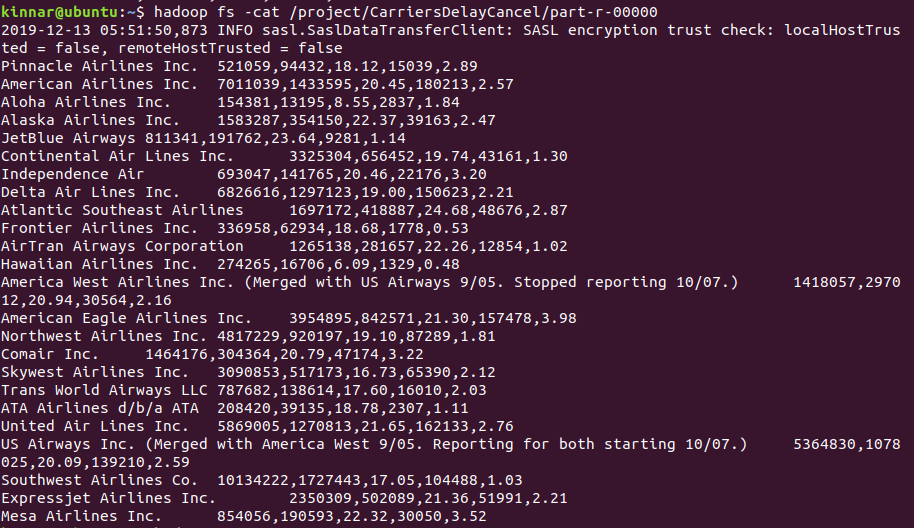 kinnar@ubuntu:~$ hadoop fs -cat /project/CarriersDelayCancel/part-r-00000
2019-12-13 05:51:50,873 INFO sasl.SaslDataTransferClient: SASL encryption trust check: localHostTrus
ted = false, remoteHostTrusted = false
Pinnacle Airlines Inc.  521059,94432,18.12,15039,2.89
American Airlines Inc.  7011039,1433595,20.45,180213,2.57
Aloha Airlines Inc.     154381,13195,8.55,2837,1.84
Alaska Airlines Inc.    1583287,354150,22.37,39163,2.47
JetBlue Airways 811341,191762,23.64,9281,1.14
Continental Air Lines Inc.      3325304,656452,19.74,43161,1.30
Independence Air        693047,141765,20.46,22176,3.20
Delta Air Lines Inc.    6826616,1297123,19.00,150623,2.21
Atlantic Southeast Airlines     1697172,418887,24.68,48676,2.87
Frontier Airlines Inc.  336958,62934,18.68,1778,0.53
AirTran Airways Corporation     1265138,281657,22.26,12854,1.02
Hawaiian Airlines Inc.  274265,16706,6.09,1329,0.48
America West Airlines Inc. (Merged with US Airways 9/05. Stopped reporting 10/07.)      1418057,2970
12,20.94,30564,2.16
American Eagle Airlines Inc.    3954895,842571,21.30,157478,3.98
Northwest Airlines Inc. 4817229,920197,19.10,87289,1.81
Comair Inc.     1464176,304364,20.79,47174,3.22
Skywest Airlines Inc.   3090853,517173,16.73,65390,2.12
Trans World Airways LLC 787682,138614,17.60,16010,2.03
ATA Airlines d/b/a ATA  208420,39135,18.78,2307,1.11
United Air Lines Inc.   5869005,1270813,21.65,162133,2.76
US Airways Inc. (Merged with America West 9/05. Reporting for both starting 10/07.)     5364830,1078
025,20.09,139210,2.59
Southwest Airlines Co.  10134222,1727443,17.05,104488,1.03
Expressjet Airlines Inc.        2350309,502089,21.36,51991,2.21
Mesa Airlines Inc.      854056,190593,22.32,30050,3.52